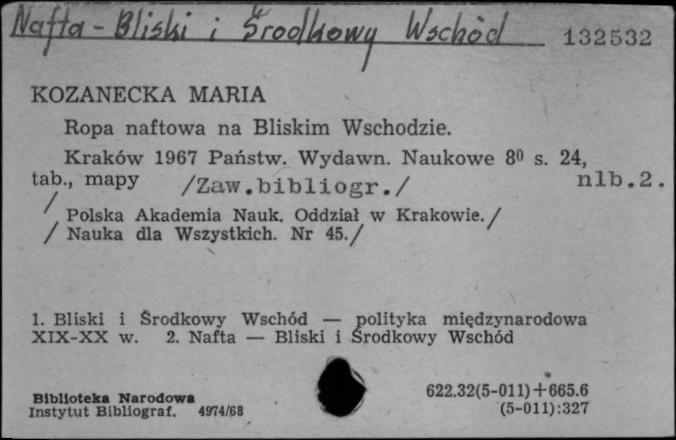 Nafta - Bliski i Środkowy Wschód 132532
KOZANECKA MARIA
Ropa naftowa na Bliskim Wschodzie.
Kraków 1967 Państw. Wydawn. Naukowe 8⁰ s. 24,
tab., mapy /Zaw.bibliogr./ nlb.2.
/ Polska Akademia Nauk. Oddział w Krakowie./
/ Nauka dla Wszystkich. Nr 45./
1. Bliski i Środkowy Wschód — polityka międzynarodowa
XIX-XX w. 2. Nafta — Bliski i Środkowy Wschód
Biblioteka Narodowa 622.32(5-011)+665.6
Instytut Bibliograf. 4974/68 (5-011):327